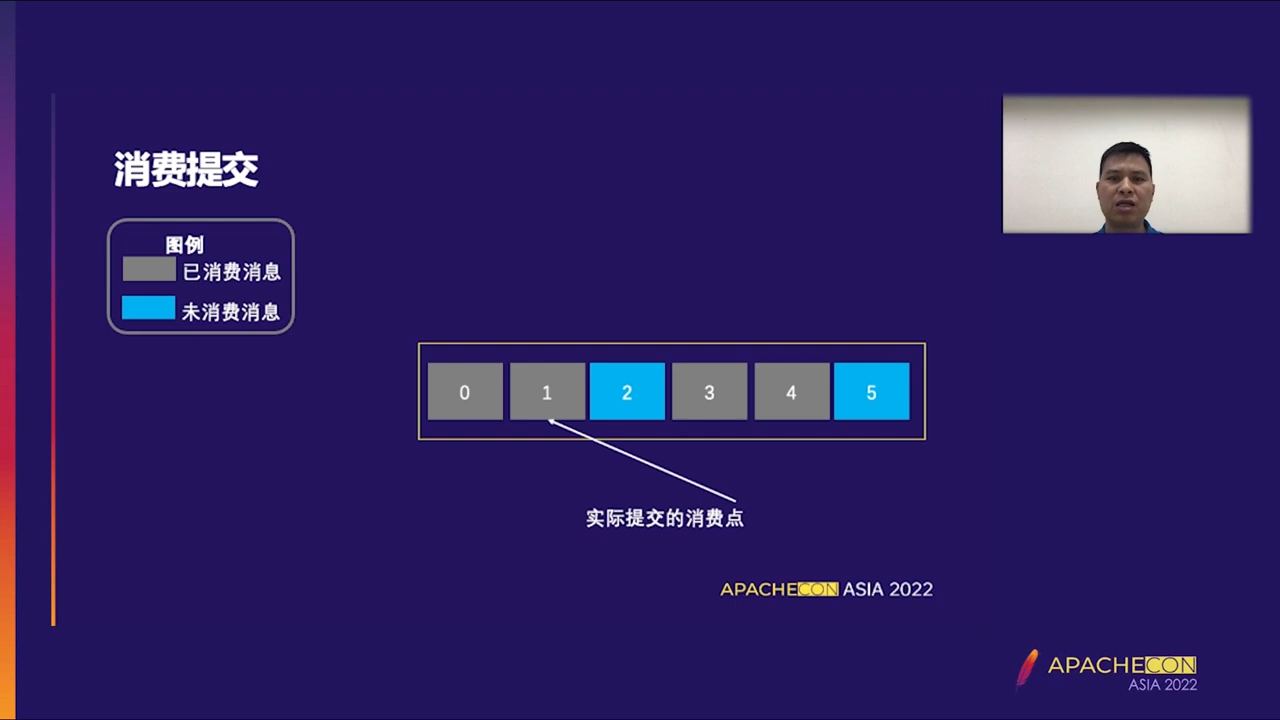 消费提交
图例
已消费消息
未消费消息
0 1 2 3 4 5
实际提交的消费点
APACHECON ASIA 2022
APACHECON
ASIA 2022